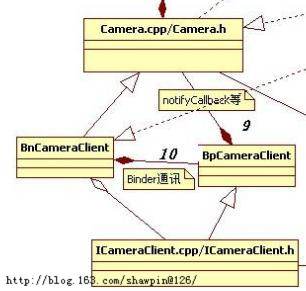 Camera.cpp/Camera.h
notifyCallback等
9
BnCameraClient
10
BpCameraClient
Binder通讯
ICameraClient.cpp/ICameraClient.h
http://blog.163.com/shawpin@126/